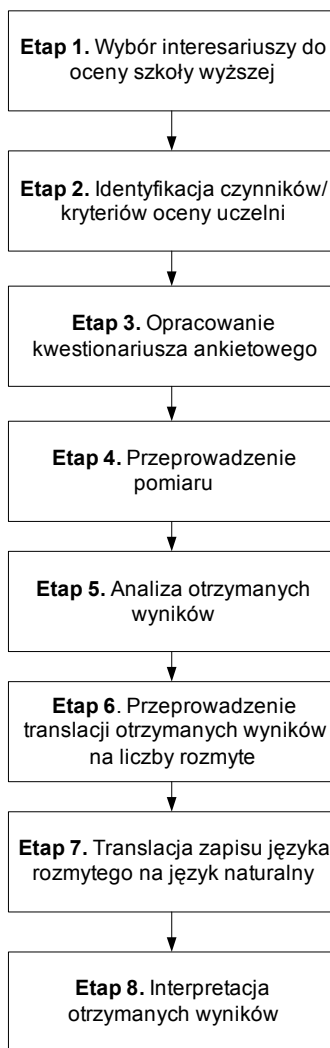 Etap 1. Wybór interesariuszy do
oceny szkoły wyższej
Etap 2. Identyfikacja czynników/
kryteriów oceny uczelni
Etap 3. Opracowanie
kwestionariusza ankietowego
Etap 4. Przeprowadzenie
pomiaru
Etap 5. Analiza otrzymanych
wyników
Etap 6. Przeprowadzenie
translacji otrzymanych wyników
na liczby rozmyte
Etap 7. Translacja zapisu języka
rozmytego na język naturalny
Etap 8. Interpretacja
otrzymanych wyników